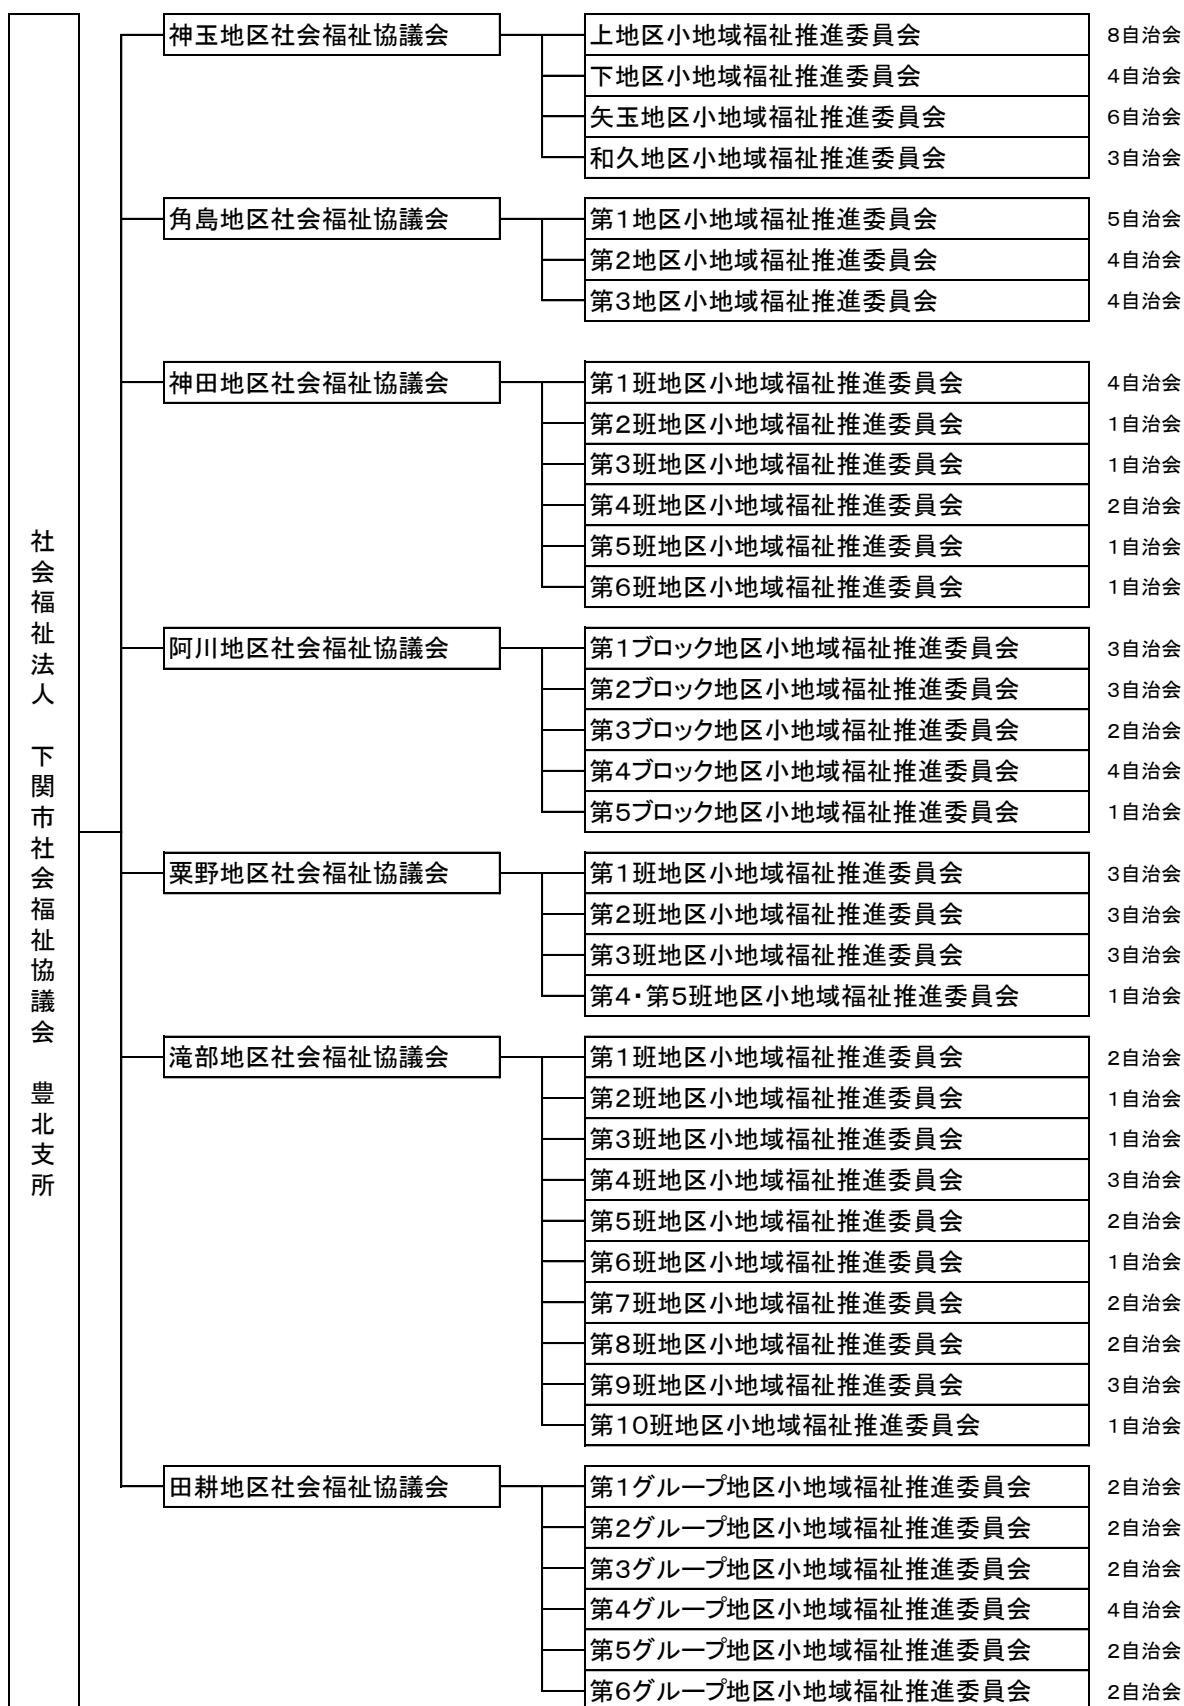 社会福祉法人　下関市社会福祉協議会　豊北支所
神玉地区社会福祉協議会
上地区小地域福祉推進委員会 8自治会
下地区小地域福祉推進委員会 4自治会
矢玉地区小地域福祉推進委員会 6自治会
和久地区小地域福祉推進委員会 3自治会
角島地区社会福祉協議会
第1地区小地域福祉推進委員会 5自治会
第2地区小地域福祉推進委員会 4自治会
第3地区小地域福祉推進委員会 4自治会
神田地区社会福祉協議会
第1班地区小地域福祉推進委員会 4自治会
第2班地区小地域福祉推進委員会 1自治会
第3班地区小地域福祉推進委員会 1自治会
第4班地区小地域福祉推進委員会 2自治会
第5班地区小地域福祉推進委員会 1自治会
第6班地区小地域福祉推進委員会 1自治会
阿川地区社会福祉協議会
第1ブロック地区小地域福祉推進委員会 3自治会
第2ブロック地区小地域福祉推進委員会 3自治会
第3ブロック地区小地域福祉推進委員会 2自治会
第4ブロック地区小地域福祉推進委員会 4自治会
第5ブロック地区小地域福祉推進委員会 1自治会
粟野地区社会福祉協議会
第1班地区小地域福祉推進委員会 3自治会
第2班地区小地域福祉推進委員会 3自治会
第3班地区小地域福祉推進委員会 3自治会
第4・第5班地区小地域福祉推進委員会 1自治会
滝部地区社会福祉協議会
第1班地区小地域福祉推進委員会 2自治会
第2班地区小地域福祉推進委員会 1自治会
第3班地区小地域福祉推進委員会 1自治会
第4班地区小地域福祉推進委員会 3自治会
第5班地区小地域福祉推進委員会 2自治会
第6班地区小地域福祉推進委員会 1自治会
第7班地区小地域福祉推進委員会 2自治会
第8班地区小地域福祉推進委員会 2自治会
第9班地区小地域福祉推進委員会 3自治会
第10班地区小地域福祉推進委員会 1自治会
田耕地区社会福祉協議会
第1グループ地区小地域福祉推進委員会 2自治会
第2グループ地区小地域福祉推進委員会 2自治会
第3グループ地区小地域福祉推進委員会 2自治会
第4グループ地区小地域福祉推進委員会 4自治会
第5グループ地区小地域福祉推進委員会 2自治会
第6グループ地区小地域福祉推進委員会 2自治会